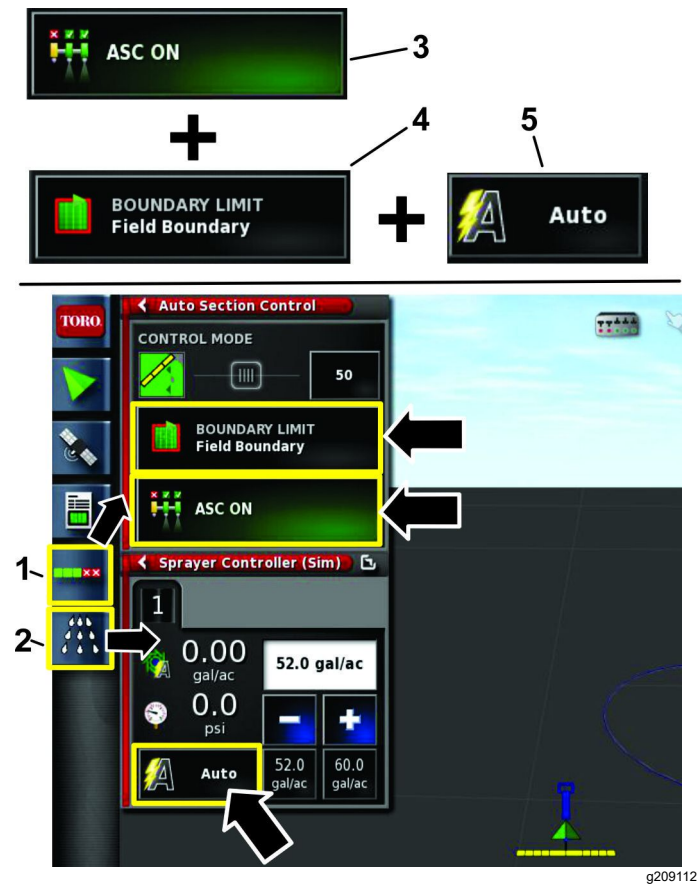 ASC ON
3
4
5
BOUNDARY LIMIT
Field Boundary
A Auto
TORO
Auto Section Control
CONTROL MODE
50
BOUNDARY LIMIT
Field Boundary
ASC ON
1
Sprayer Controller (Sim)
2
1
0.00
gal/ac
52.0 gal/ac
0.0
psi
A Auto
52.0
gal/ac
60.0
gal/ac
g209112